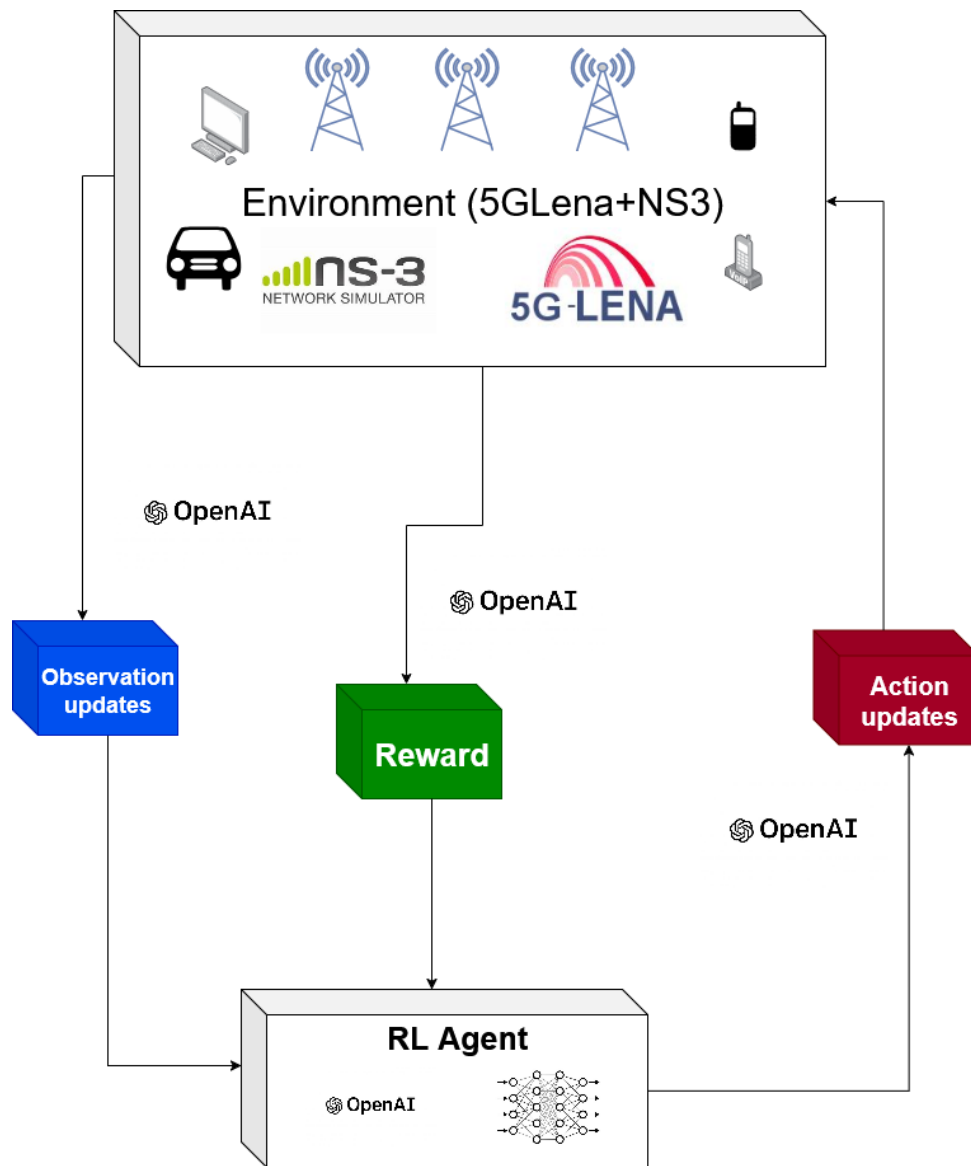 Environment (5GLena+NS3)
NS-3
NETWORK SIMULATOR
5G-LENA
VoIP
OpenAI
OpenAI
Observation
updates
Action
updates
Reward
OpenAI
RL Agent
OpenAI